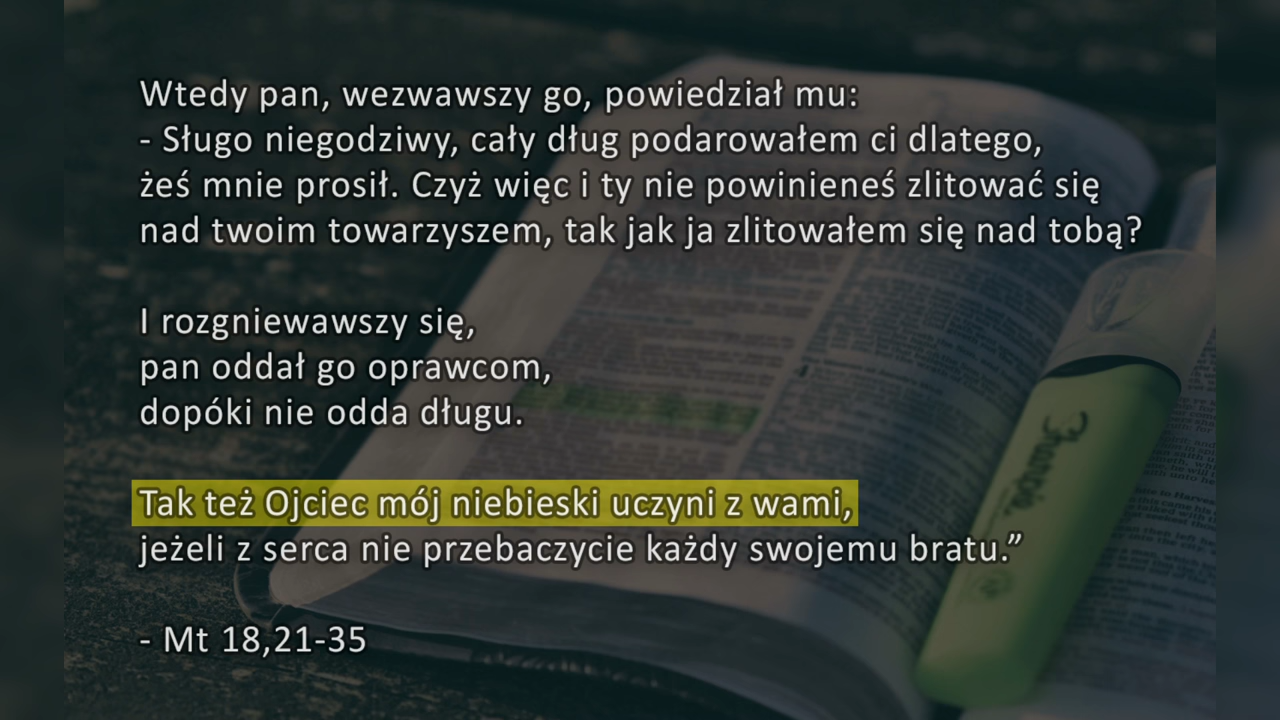 Wtedy pan, wezwawszy go, powiedział mu:
- Sługo niegodziwy, cały dług podarowałem ci dlatego,
żeś mnie prosił. Czyż więc i ty nie powinieneś zlitować się
nad twoim towarzyszem, tak jak ja zlitowałem się nad tobą?
I rozgniewawszy się,
pan oddał go oprawcom,
dopóki nie odda długu.
Tak też Ojciec mój niebieski uczyni z wami,
jeżeli z serca nie przebaczycie każdy swojemu bratu.”
- Mt 18,21-35
Sharpie